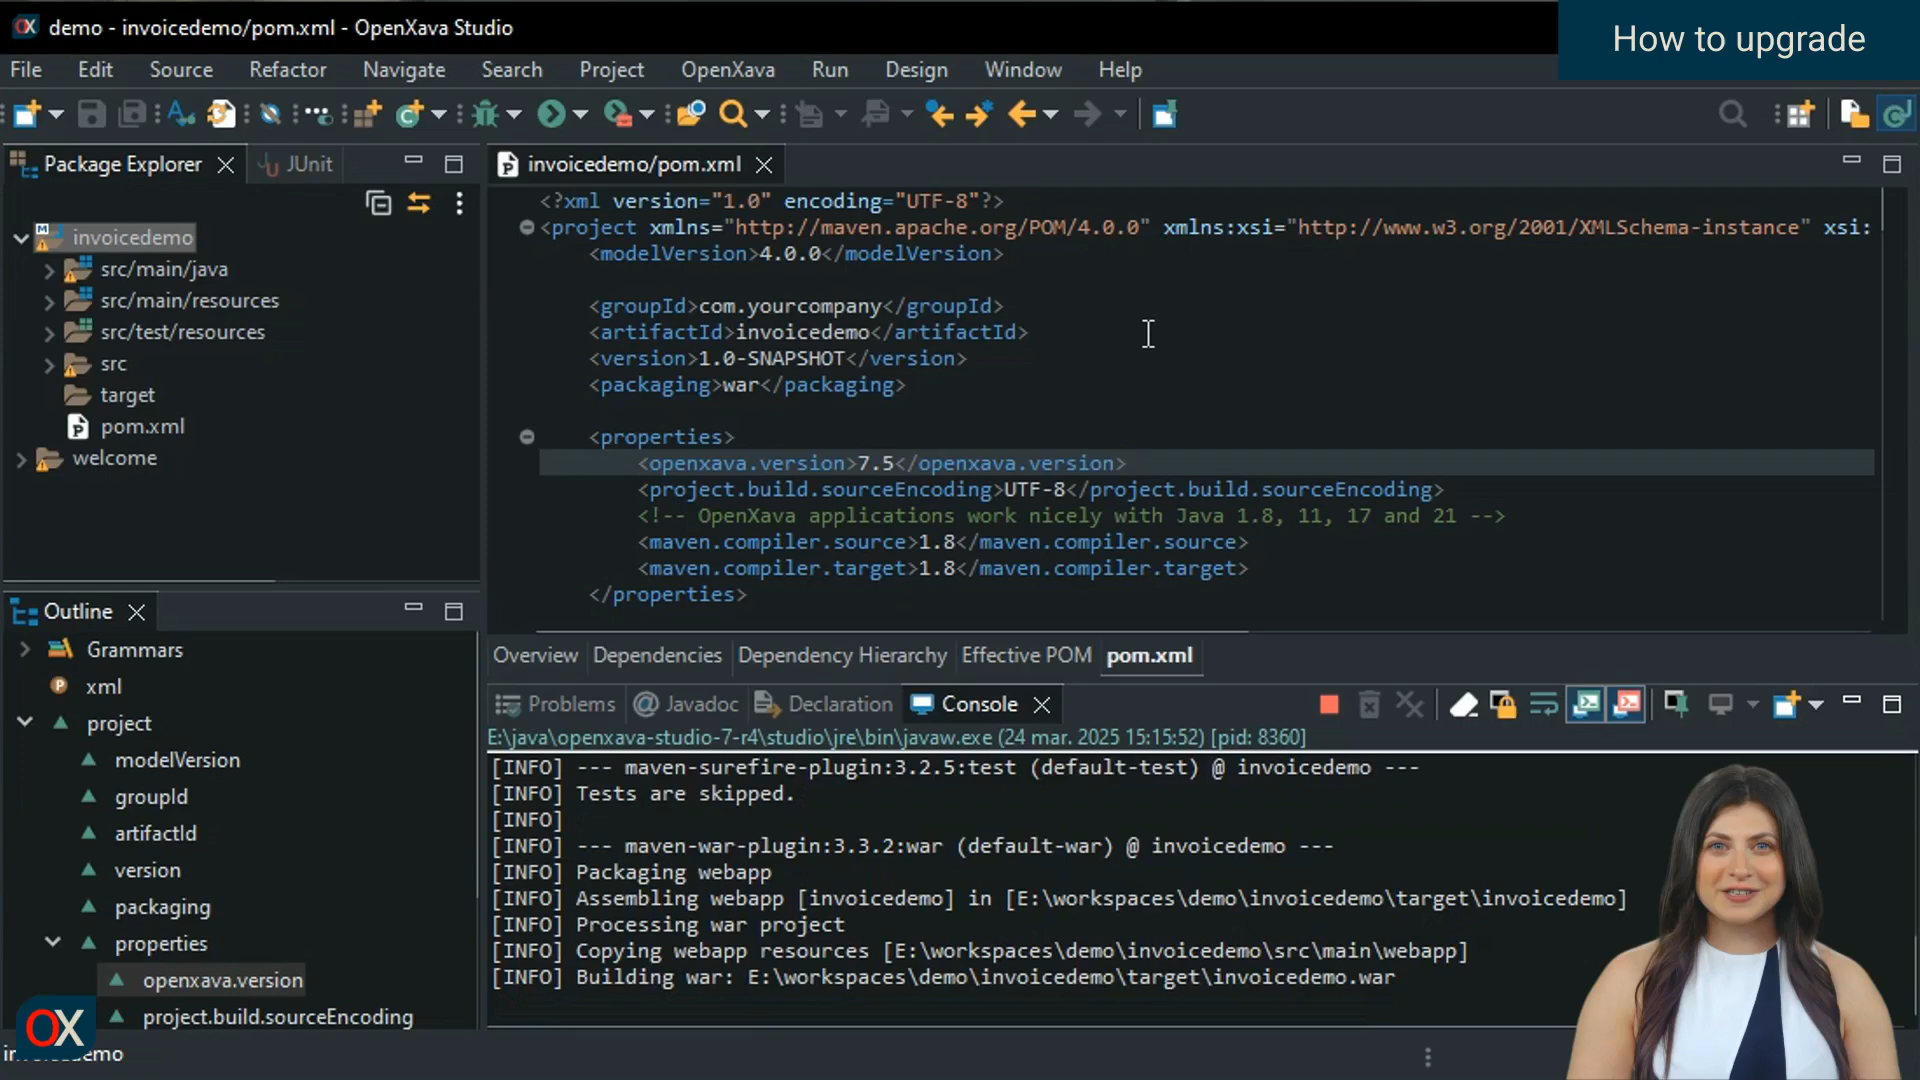 demo - invoicedemo/pom.xml - OpenXava Studio
How to upgrade
File Edit Source Refactor Navigate Search Project OpenXava Run Design Window Help
Package Explorer
JUnit
invoicedemo
src/main/java
src/main/resources
src/test/resources
src
target
pom.xml
welcome
invoicedemo/pom.xml
<?xml version="1.0" encoding="UTF-8"?>
<project xmlns="http://maven.apache.org/POM/4.0.0" xmlns:xsi="http://www.w3.org/2001/XMLSchema-instance" xsi:
<modelVersion>4.0.0</modelVersion>
<groupId>com.yourcompany</groupId>
<artifactId>invoicedemo</artifactId>
<version>1.0-SNAPSHOT</version>
<packaging>war</packaging>
<properties>
<openxava.version>7.5</openxava.version>
<project.build.sourceEncoding>UTF-8</project.build.sourceEncoding>
<!-- OpenXava applications work nicely with Java 1.8, 11, 17 and 21 -->
<maven.compiler.source>1.8</maven.compiler.source>
<maven.compiler.target>1.8</maven.compiler.target>
</properties>
Overview Dependencies Dependency Hierarchy Effective POM pom.xml
Outline
Grammars
xml
project
modelVersion
groupId
artifactId
version
packaging
properties
openxava.version
project.build.sourceEncoding
Problems Javadoc Declaration Console
E:\java\openxava-studio-7-r4\studio\jre\bin\javaw.exe (24 mar. 2025 15:15:52) [pid: 8360]
[INFO] --- maven-surefire-plugin:3.2.5:test (default-test) @ invoicedemo ---
[INFO] Tests are skipped.
[INFO]
[INFO] --- maven-war-plugin:3.3.2:war (default-war) @ invoicedemo ---
[INFO] Packaging webapp
[INFO] Assembling webapp [invoicedemo] in [E:\workspaces\demo\invoicedemo\target\invoicedemo]
[INFO] Processing war project
[INFO] Copying webapp resources [E:\workspaces\demo\invoicedemo\src\main\webapp]
[INFO] Building war: E:\workspaces\demo\invoicedemo\target\invoicedemo.war
OX